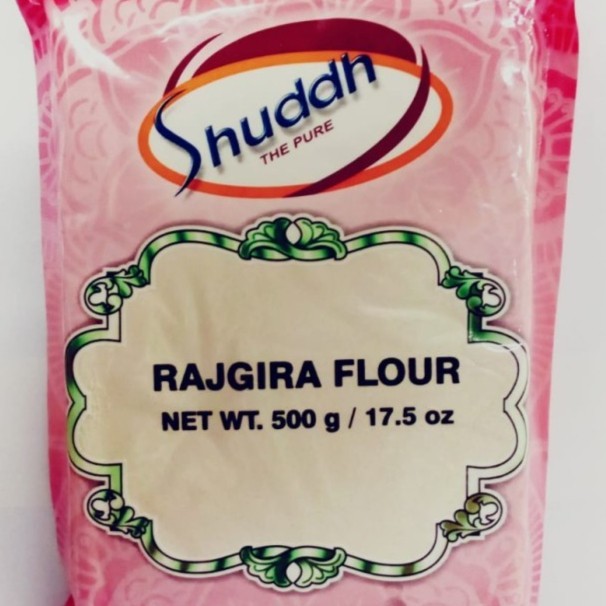 Shuddh
THE PURE
RAJGIRA FLOUR
NET WT. 500 g / 17.5 oz